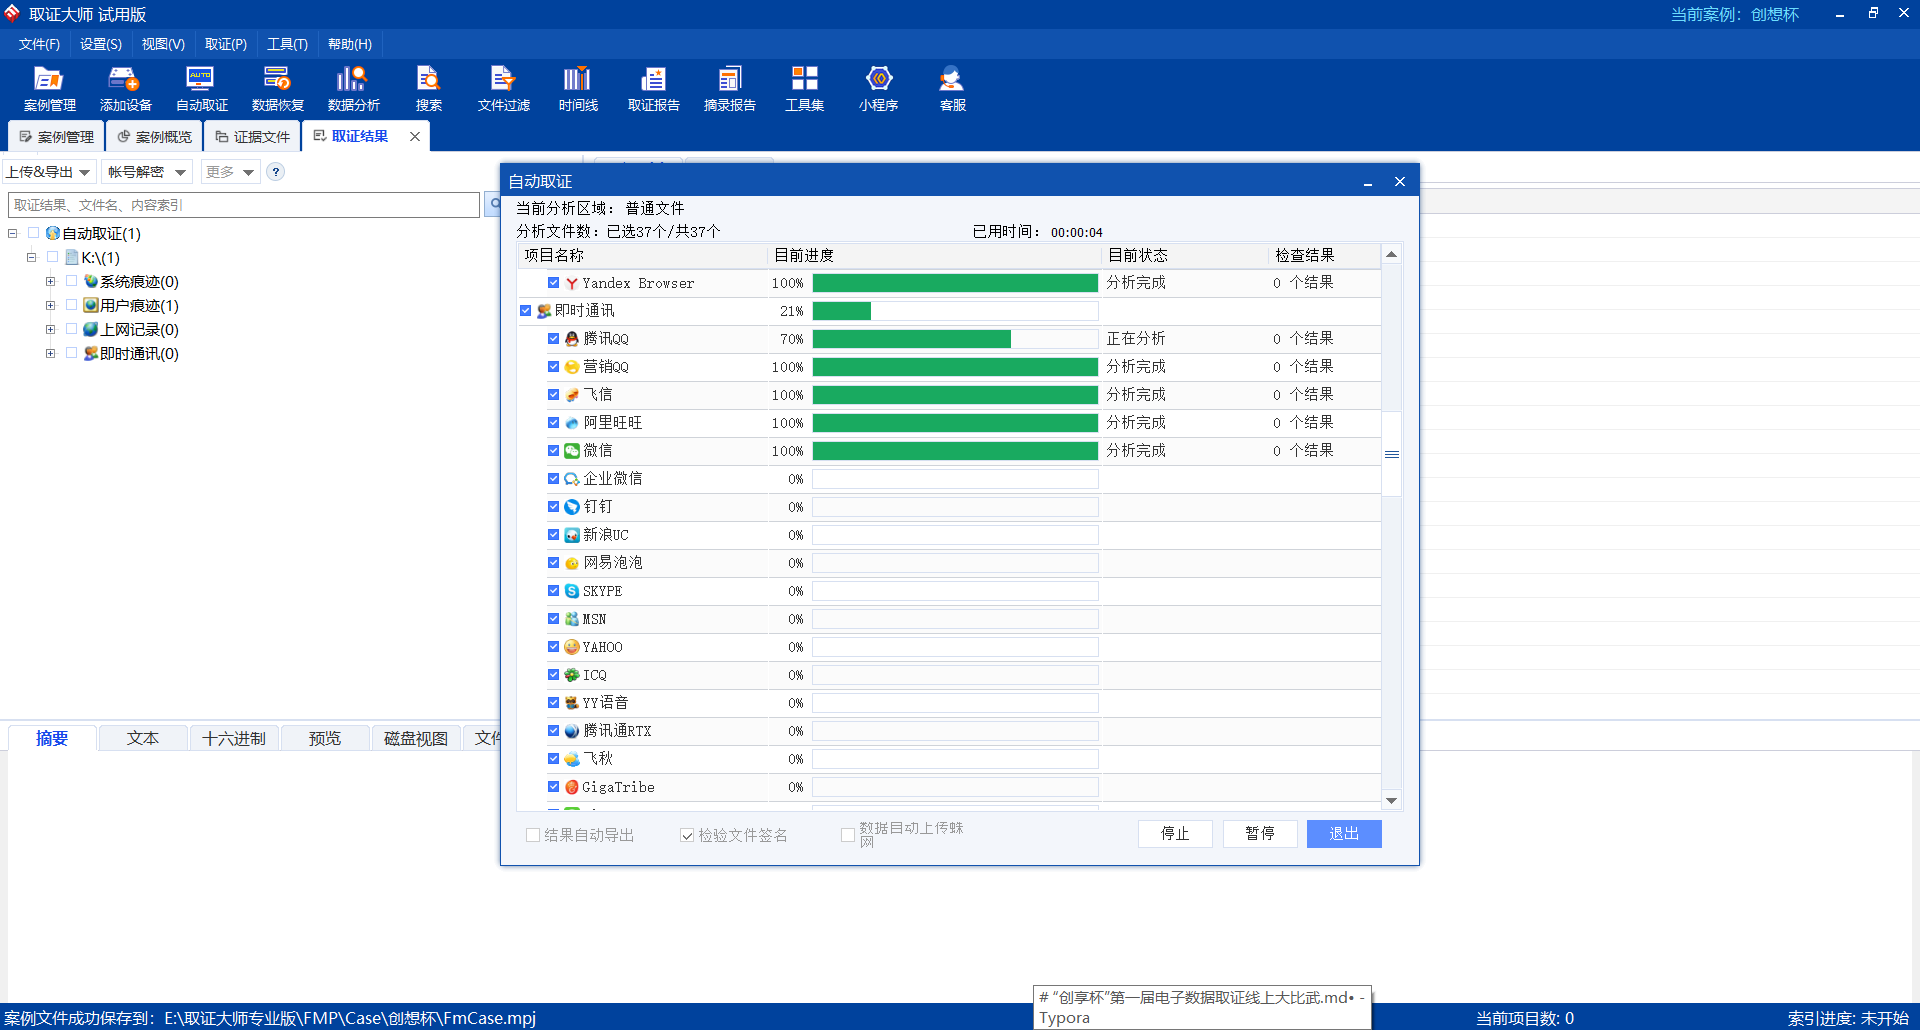 取证大师 试用版
当前案例：创想杯
文件(F) 设置(S) 视图(V) 取证(P) 工具(T) 帮助(H)
案例管理 添加设备 自动取证 数据恢复 数据分析 搜索 文件过滤 时间线 取证报告 摘录报告 工具集 小程序 客服
案例管理 案例概览 证据文件 取证结果
上传&导出 帐号解密 更多 ?
取证结果、文件名、内容索引
自动取证(1)
K:\(1)
系统痕迹(0)
用户痕迹(1)
上网记录(0)
即时通讯(0)
摘要 文本 十六进制 预览 磁盘视图
自动取证
当前分析区域： 普通文件
分析文件数：已选37个/共37个 已用时间： 00:00:04
项目名称 目前进度 目前状态 检查结果
Yandex Browser 100% 分析完成 0 个结果
即时通讯 21%
腾讯QQ 70% 正在分析 0 个结果
营销QQ 100% 分析完成 0 个结果
飞信 100% 分析完成 0 个结果
阿里旺旺 100% 分析完成 0 个结果
微信 100% 分析完成 0 个结果
企业微信 0%
钉钉 0%
新浪UC 0%
网易泡泡 0%
SKYPE 0%
MSN 0%
YAHOO 0%
ICQ 0%
YY语音 0%
腾讯通RTX 0%
飞秋 0%
GigaTribe 0%
结果自动导出 检验文件签名 数据自动上传蛛
网
停止 暂停 退出
# “创享杯”第一届电子数据取证线上大比武.md• -
Typora
案例文件成功保存到：E:\取证大师专业版\FMP\Case\创想杯\FmCase.mpj
当前项目数: 0 索引进度: 未开始